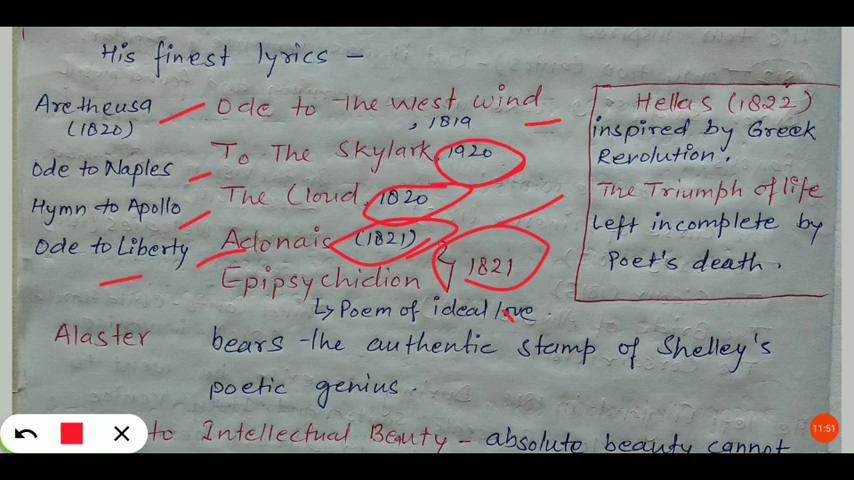 His finest lyrics –
Aretheusa
(1820)
Ode to Naples
Hymn to Apollo
Ode to Liberty
Ode to the West Wind
, 1819
To The Skylark, 1920
The Cloud, 1820
Adonais (1821)
Epipsychidion 1821
↳ Poem of ideal love.
Hellas (1822)
inspired by Greek
Revolution.
The Triumph of life
Left incomplete by
Poet's death.
Alaster bears the authentic stamp of Shelley's
poetic genius.
to Intellectual Beauty – absolute beauty cannot
11:51